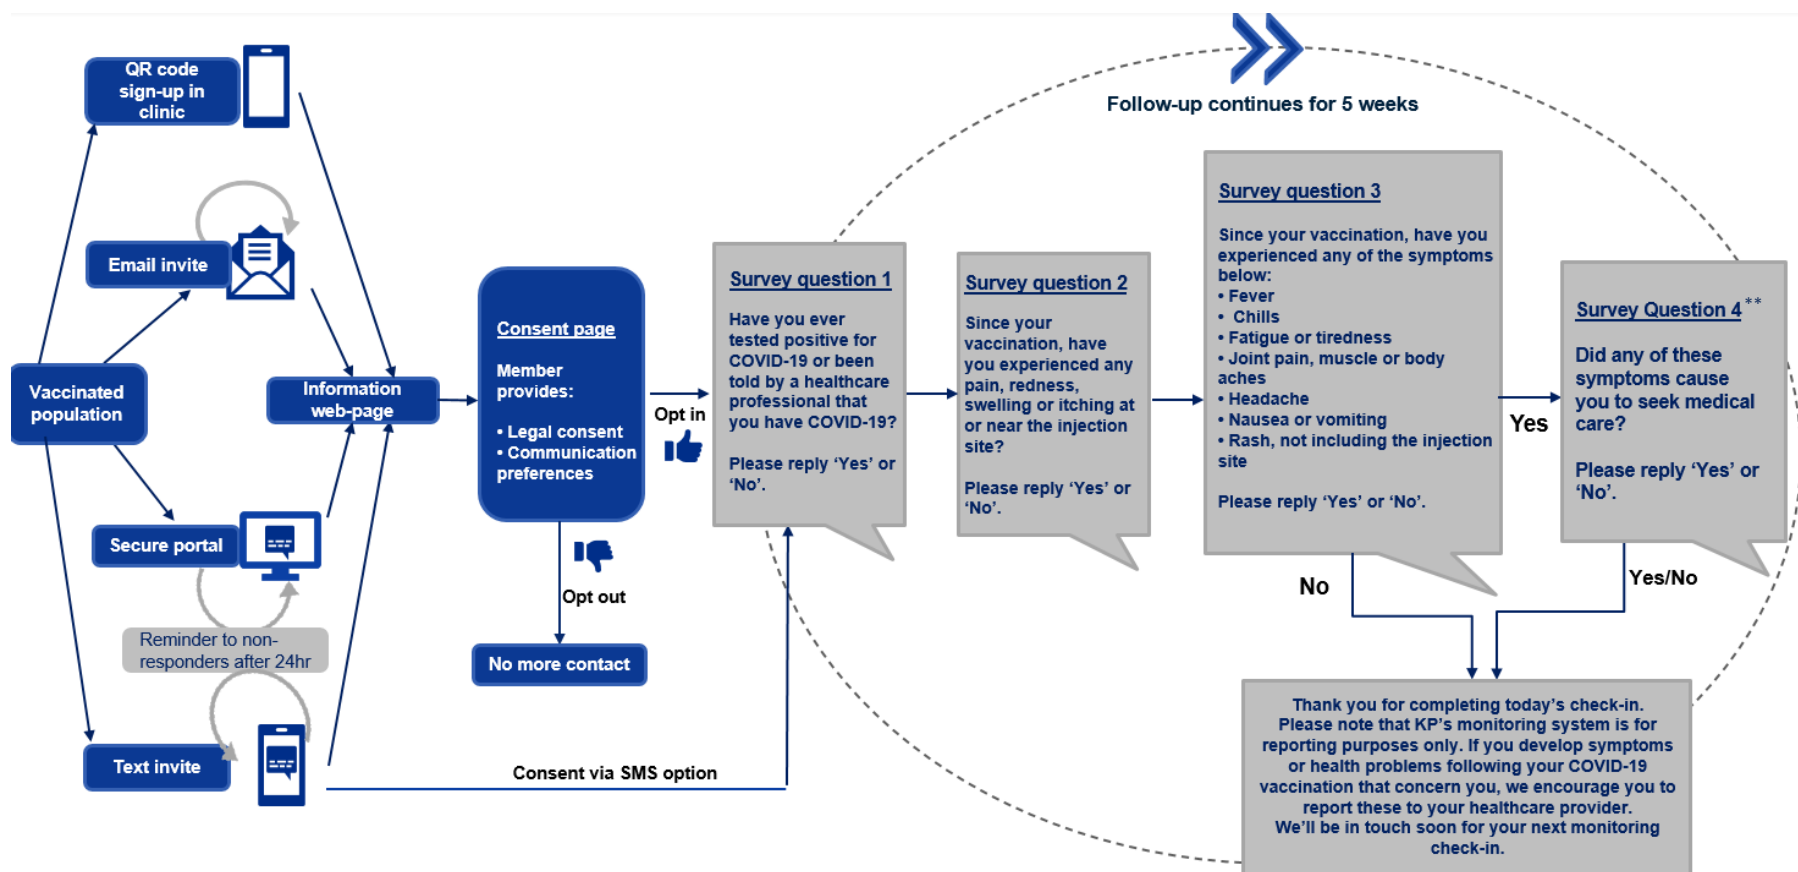 QR code
sign-up in
clinic
Email invite
Vaccinated
population
Secure portal
Reminder to non-
responders after 24hr
Text invite
Information
web-page
Consent page
Member
provides:
• Legal consent
• Communication
preferences
Opt in
Opt out
No more contact
Consent via SMS option
Follow-up continues for 5 weeks
Survey question 1
Have you ever
tested positive for
COVID-19 or been
told by a healthcare
professional that
you have COVID-19?
Please reply ‘Yes’ or
‘No’.
Survey question 2
Since your
vaccination, have
you experienced any
pain, redness,
swelling or itching at
or near the injection
site?
Please reply ‘Yes’ or
‘No’.
Survey question 3
Since your vaccination, have you
experienced any of the symptoms
below:
• Fever
• Chills
• Fatigue or tiredness
• Joint pain, muscle or body
aches
• Headache
• Nausea or vomiting
• Rash, not including the injection
site
Please reply ‘Yes’ or ‘No’.
Yes
No
Survey Question 4**
Did any of these
symptoms cause
you to seek medical
care?
Please reply ‘Yes’ or
‘No’.
Yes/No
Thank you for completing today’s check-in.
Please note that KP’s monitoring system is for
reporting purposes only. If you develop symptoms
or health problems following your COVID-19
vaccination that concern you, we encourage you to
report these to your healthcare provider.
We’ll be in touch soon for your next monitoring
check-in.